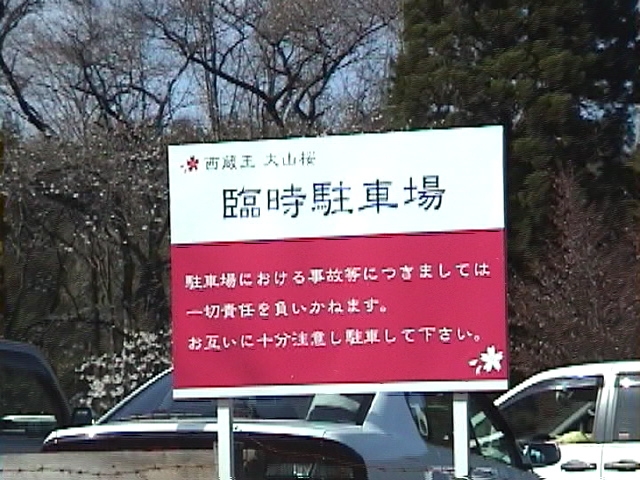 西蔵王 大山桜
臨時駐車場
駐車場における事故等につきましては
一切責任を負いかねます。
お互いに十分注意し駐車して下さい。